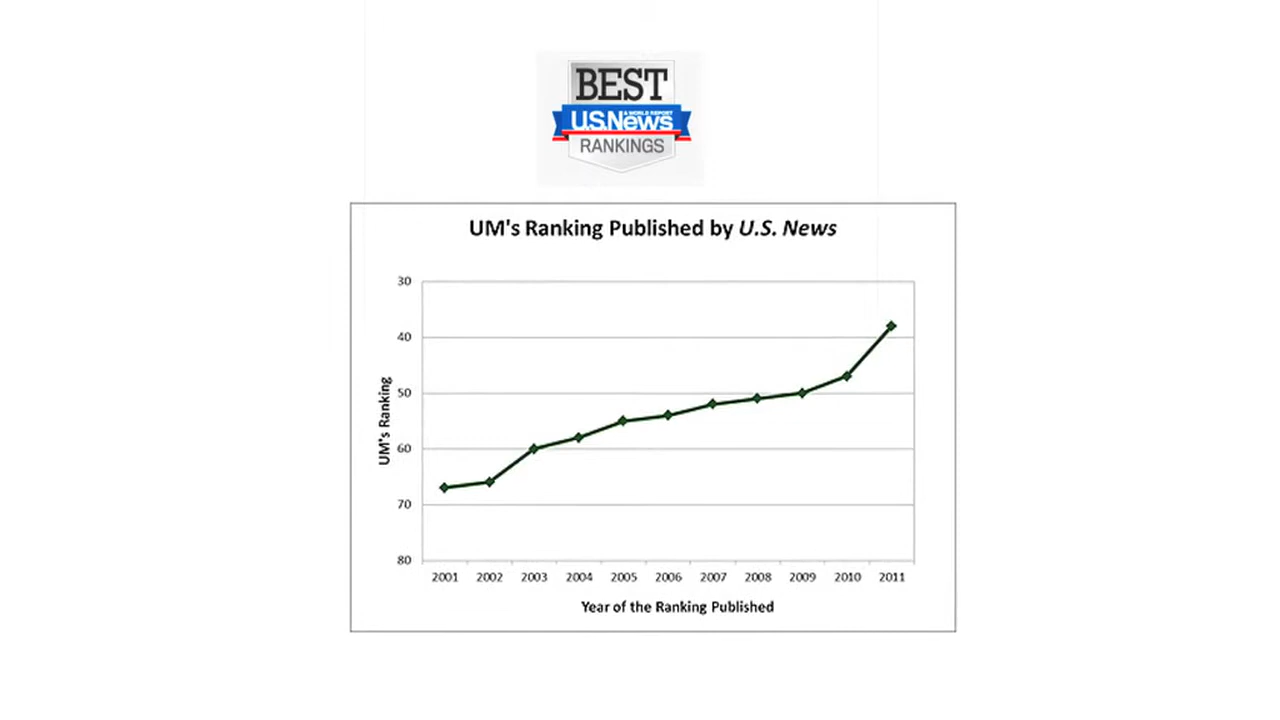 BEST
& WORLD REPORT
U.S.News
RANKINGS
UM's Ranking Published by U.S. News
30
40
50
60
70
80
UM's Ranking
2001 2002 2003 2004 2005 2006 2007 2008 2009 2010 2011
Year of the Ranking Published